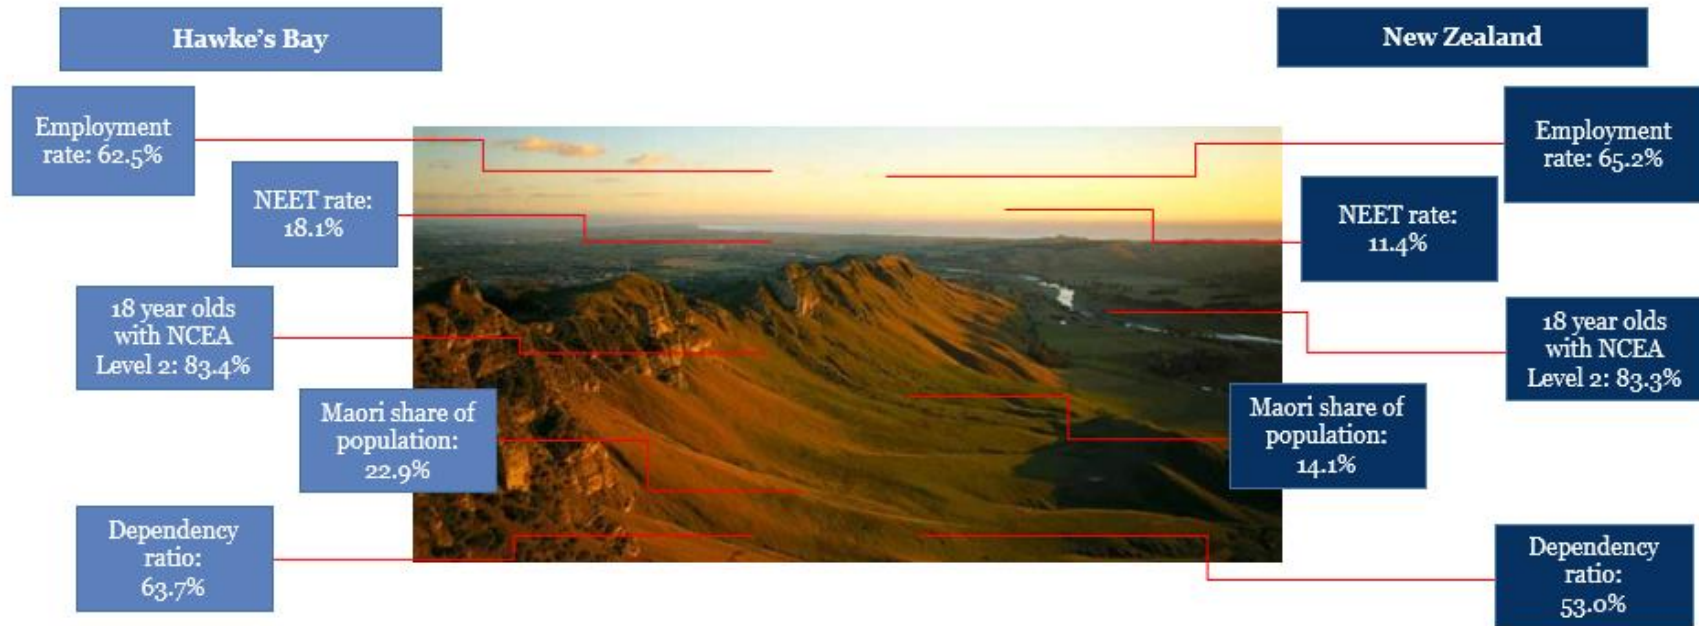 Hawke's Bay
Employment
rate: 62.5%
NEET rate:
18.1%
18 year olds
with NCEA
Level 2: 83.4%
Maori share of
population:
22.9%
Dependency
ratio:
63.7%
New Zealand
Employment
rate: 65.2%
NEET rate:
11.4%
18 year olds
with NCEA
Level 2: 83.3%
Maori share of
population:
14.1%
Dependency
ratio:
53.0%